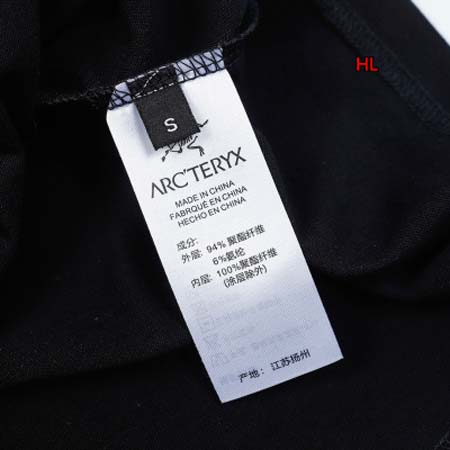 HL
S
ARC'TERYX
MADE IN CHINA
FABRIQUÉ EN CHINA
HECHO EN CHINA
成分:
外层: 94% 聚酯纤维
6%氨纶
内层: 100%聚酯纤维
(涂层除外)
产地: 江苏扬州